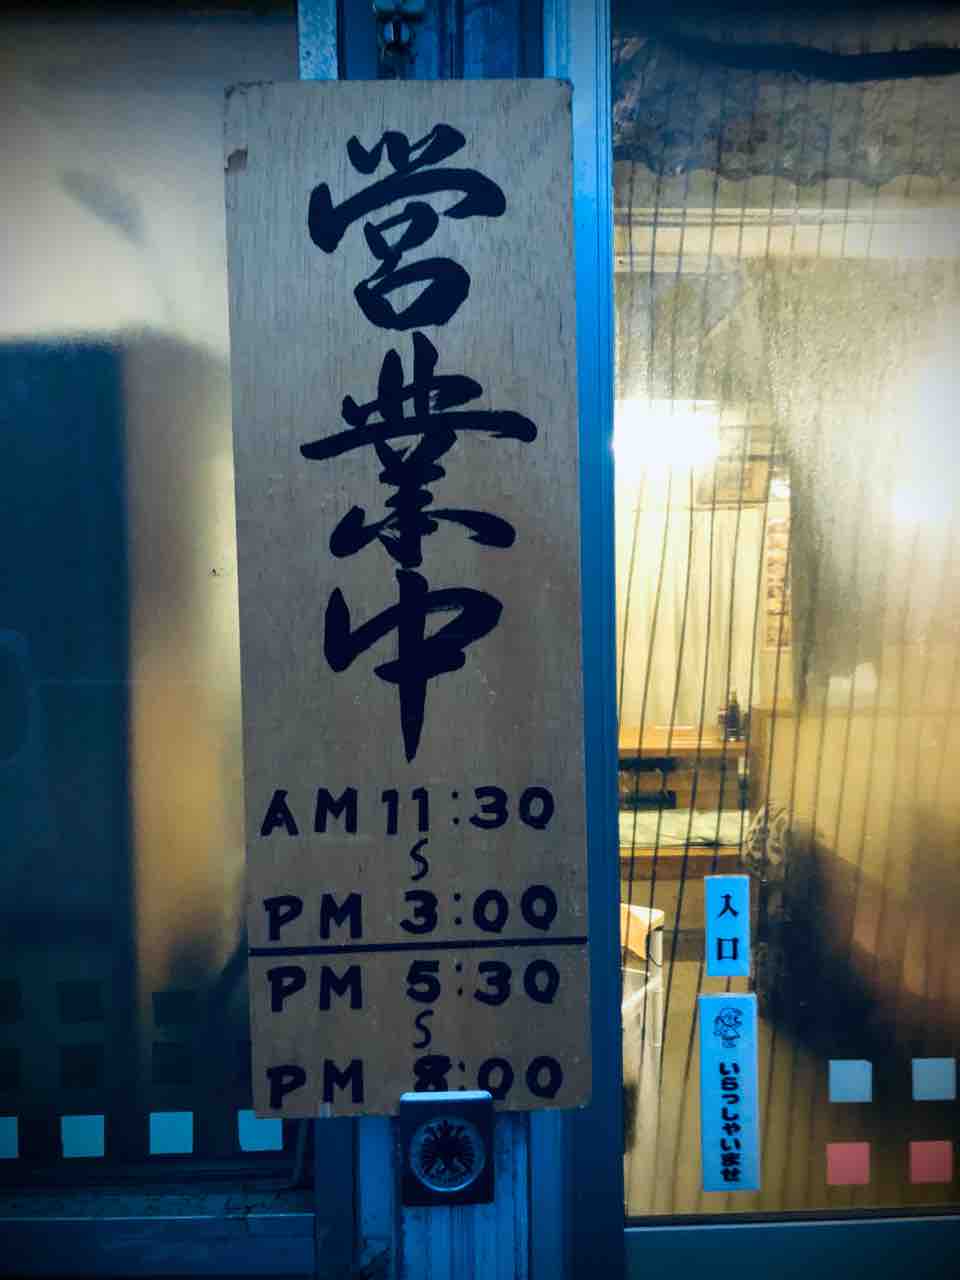 営業中
AM 11:30
〜
PM 3:00
PM 5:30
〜
PM 8:00
入口
いらっしゃいませ